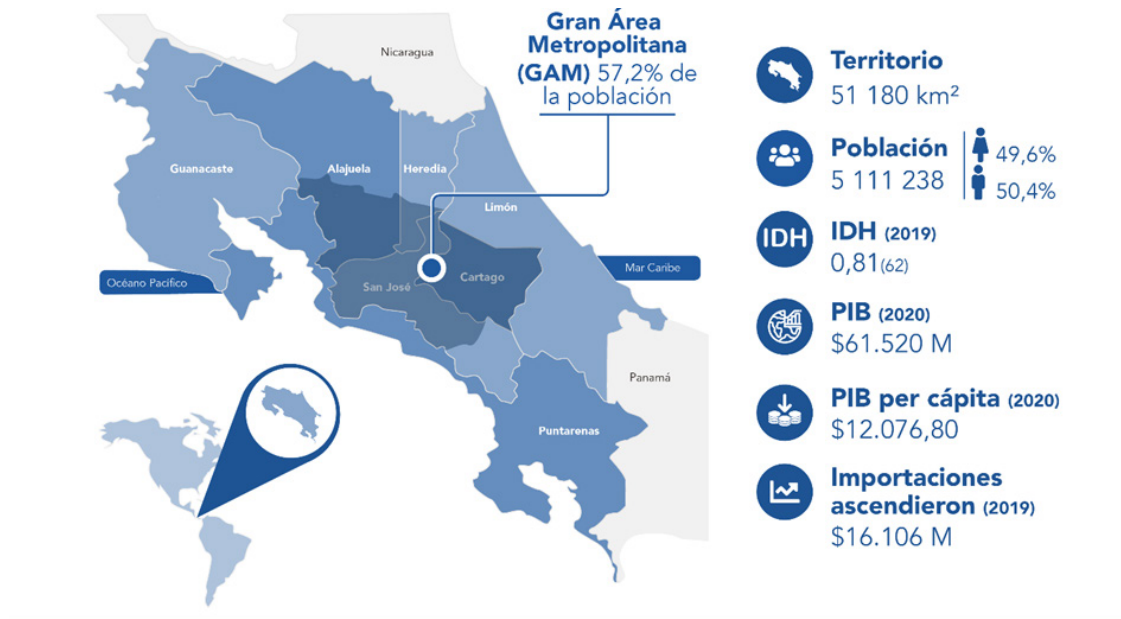 Nicaragua
Gran Área
Metropolitana
(GAM) 57,2% de
la población
Guanacaste
Alajuela
Heredia
Limón
Cartago
San José
Océano Pacífico
Mar Caribe
Panamá
Puntarenas
Territorio
51 180 km²
Población
5 111 238
49,6%
50,4%
IDH
IDH (2019)
0,81(62)
PIB (2020)
$61.520 M
PIB per cápita (2020)
$12.076,80
Importaciones
ascendieron (2019)
$16.106 M